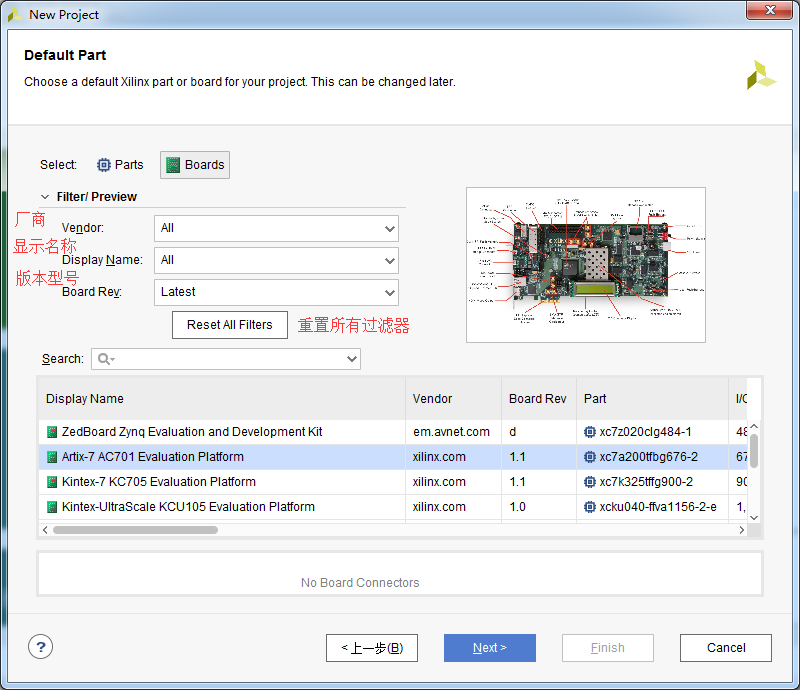 New Project
Default Part
Choose a default Xilinx part or board for your project. This can be changed later.
Select: Parts Boards
Filter/ Preview
厂商
Vendor: All
显示名称
Display Name: All
版本型号
Board Rev: Latest
Reset All Filters 重置所有过滤器
Search:
Display Name Vendor Board Rev Part
ZedBoard Zynq Evaluation and Development Kit em.avnet.com d xc7z020clg484-1 48
Artix-7 AC701 Evaluation Platform xilinx.com 1.1 xc7a200tfbg676-2 67
Kintex-7 KC705 Evaluation Platform xilinx.com 1.1 xc7k325tffg900-2 90
Kintex-UltraScale KCU105 Evaluation Platform xilinx.com 1.0 xcku040-ffva1156-2-e 1,
No Board Connectors
? < 上一步(B) Next > Finish Cancel